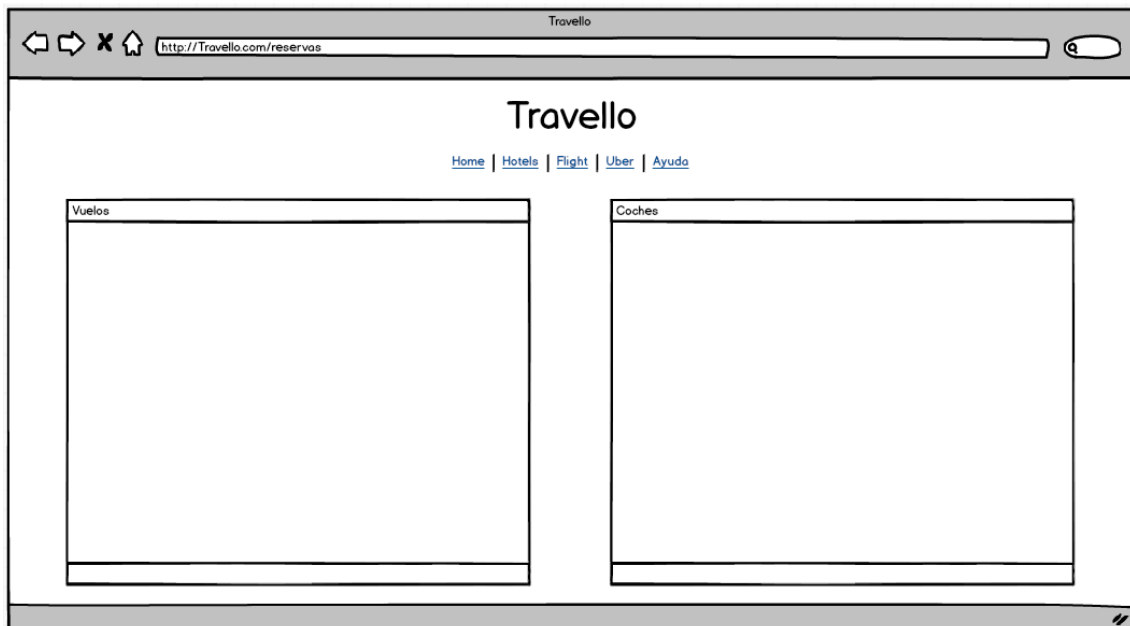 Travello
http://Travello.com/reservas
Travello
Home | Hotels | Flight | Uber | Ayuda
Vuelos
Coches